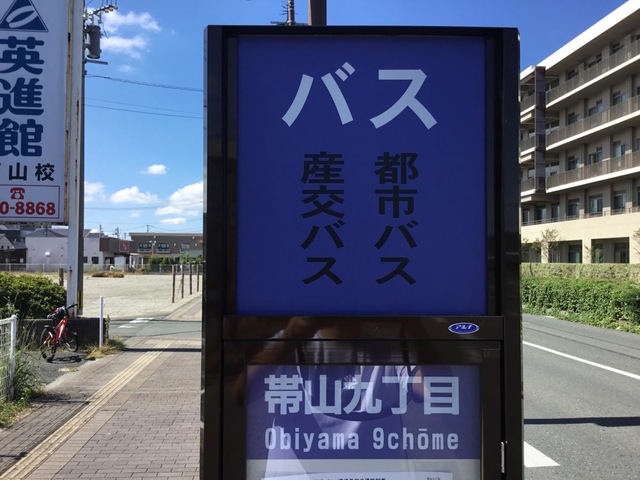 バス
都市バス
産交バス
帯山九丁目
Obiyama 9chōme
英進館
山校
0-8868